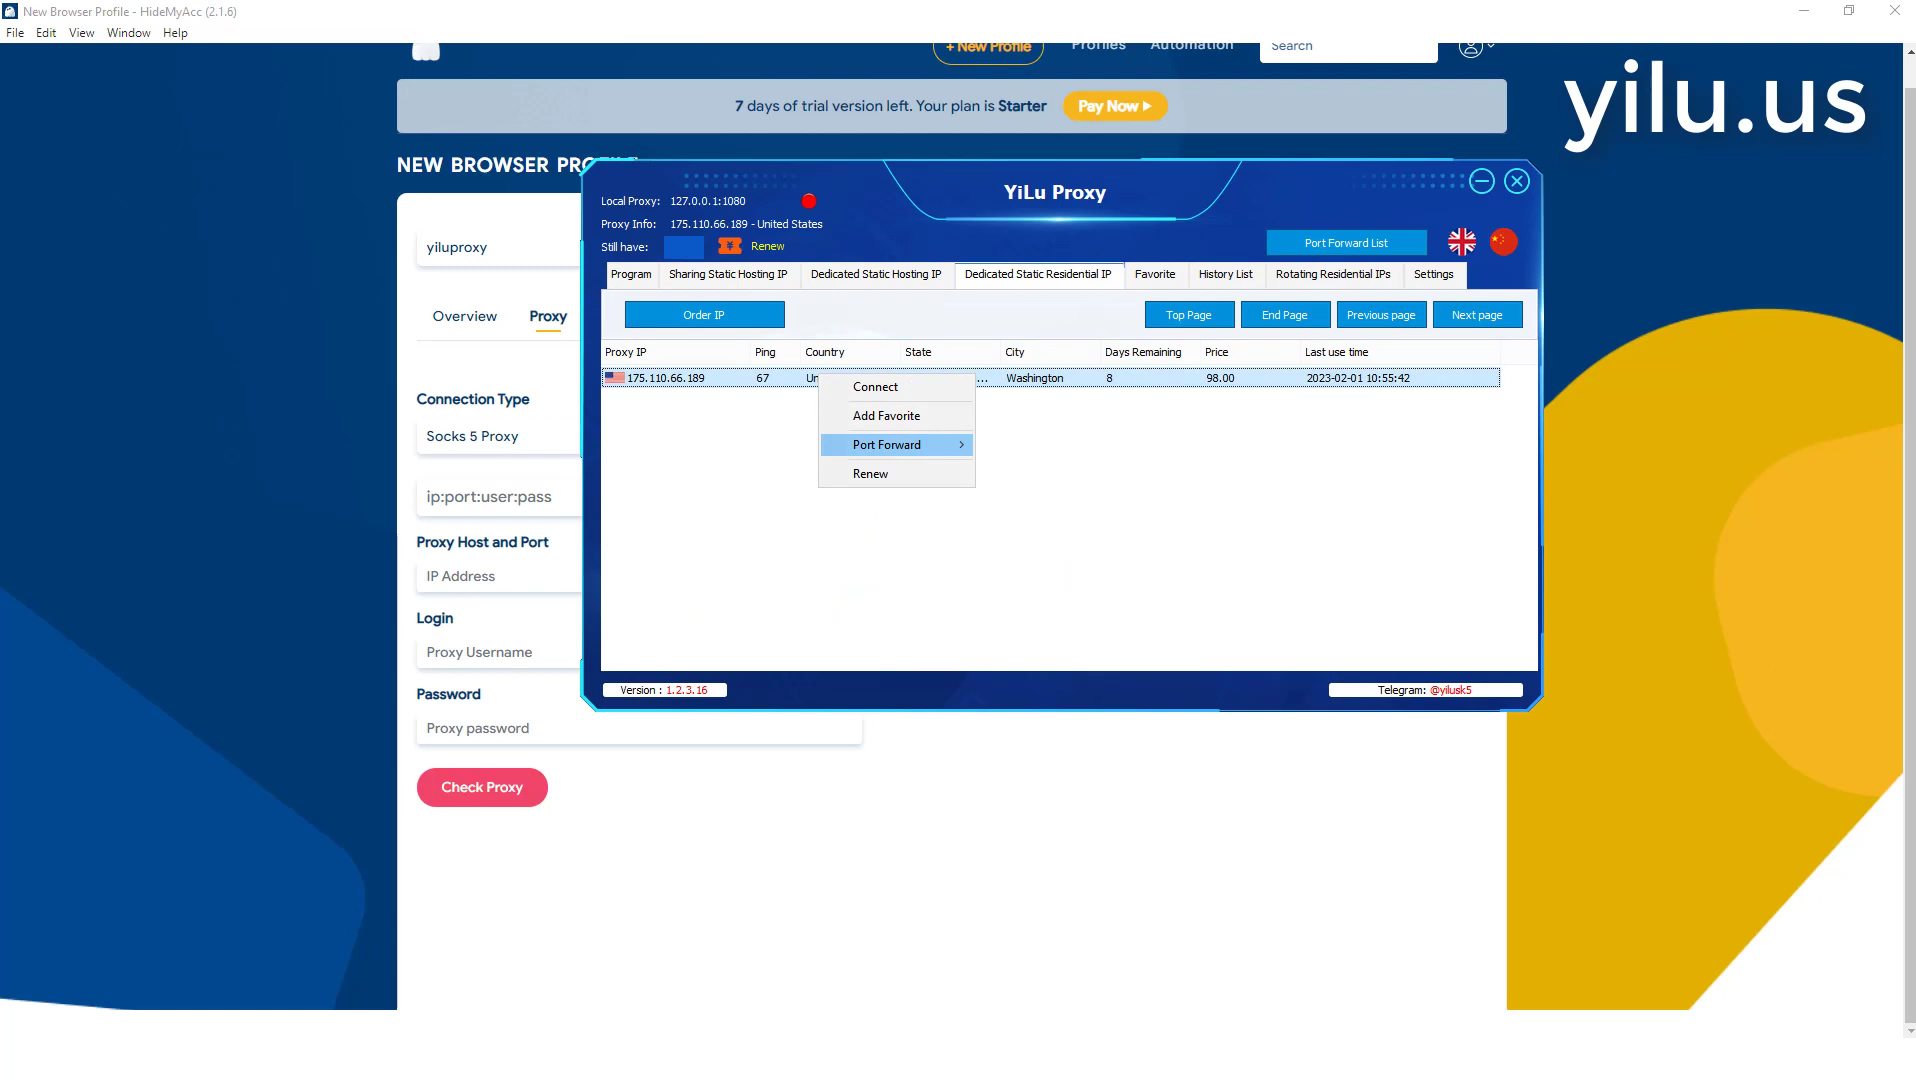 New Browser Profile - HideMyAcc (2.1.6)
File Edit View Window Help
+ New Profile Profiles Automation Search
yilu.us
7 days of trial version left. Your plan is Starter Pay Now
NEW BROWSER
yiluproxy
Overview Proxy
Connection Type
Socks 5 Proxy
ip:port:user:pass
Proxy Host and Port
IP Address
Login
Proxy Username
Password
Proxy password
Check Proxy
YiLu Proxy
Local Proxy: 127.0.0.1:1080
Proxy Info: 175.110.66.189 - United States
Still have: ¥ Renew
Port Forward List
Program Sharing Static Hosting IP Dedicated Static Hosting IP Dedicated Static Residential IP Favorite History List Rotating Residential IPs Settings
Order IP Top Page End Page Previous page Next page
Proxy IP Ping Country State City Days Remaining Price Last use time
175.110.66.189 67 Un ... Washington 8 98.00 2023-02-01 10:55:42
Connect
Add Favorite
Port Forward >
Renew
Version : 1.2.3.16
Telegram: @yilusk5